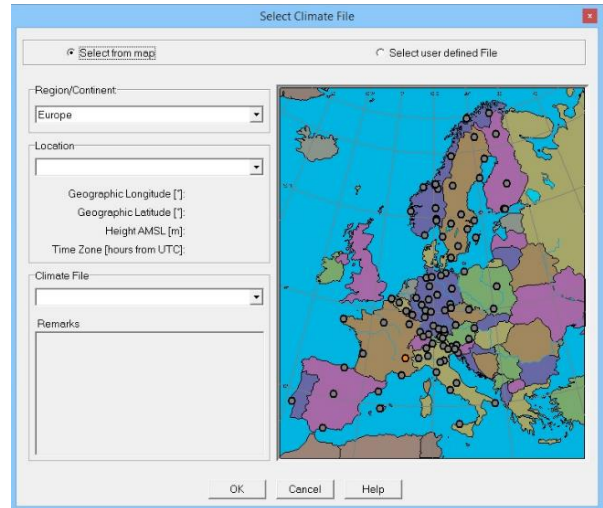 Select Climate File
x
Select from map
Select user defined File
Region/Continent
Europe
Location
Geographic Longitude [°]:
Geographic Latitude [°]:
Height AMSL [m]:
Time Zone [hours from UTC]:
Climate File
Remarks
OK
Cancel
Help